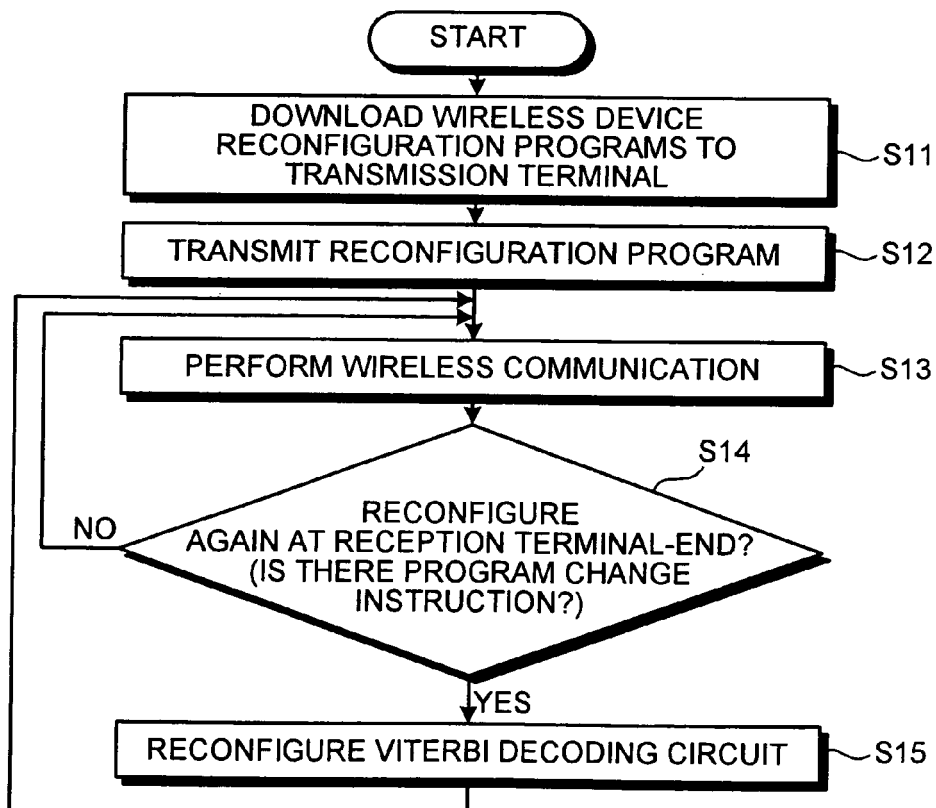 START
DOWNLOAD WIRELESS DEVICE
RECONFIGURATION PROGRAMS TO
TRANSMISSION TERMINAL
S11
TRANSMIT RECONFIGURATION PROGRAM
S12
PERFORM WIRELESS COMMUNICATION
S13
S14
RECONFIGURE
AGAIN AT RECEPTION TERMINAL-END?
(IS THERE PROGRAM CHANGE
INSTRUCTION?)
NO
YES
RECONFIGURE VITERBI DECODING CIRCUIT
S15